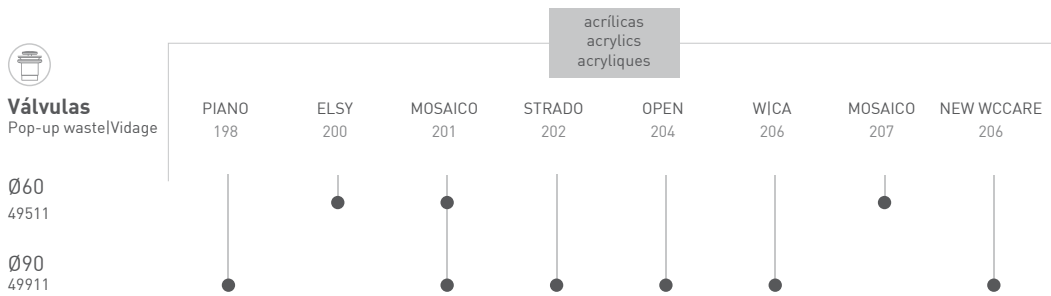 acrílicas
acrylics
acryliques
Válvulas
Pop-up waste|Vidage
PIANO ELSY MOSAICO STRADO OPEN W|CA MOSAICO NEW WCCARE
198 200 201 202 204 206 207 206
Ø60
49511
Ø90
49911